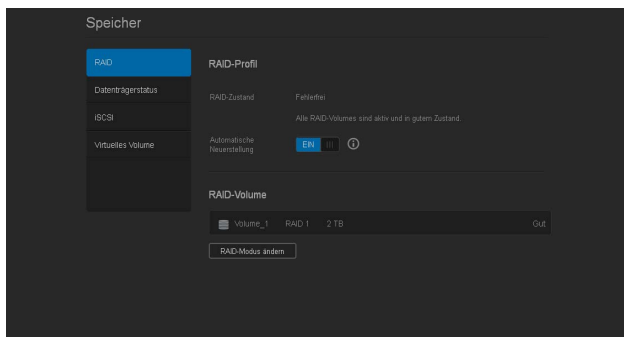 Speicher
RAID
Datenträgerstatus
iSCSI
Virtuelles Volume
RAID-Profil
RAID-Zustand Fehlerfrei
Alle RAID-Volumes sind aktiv und in gutem Zustand.
Automatische
Neuerstellung
EIN
RAID-Volume
Volume_1 RAID 1 2 TB Gut
RAID-Modus ändern